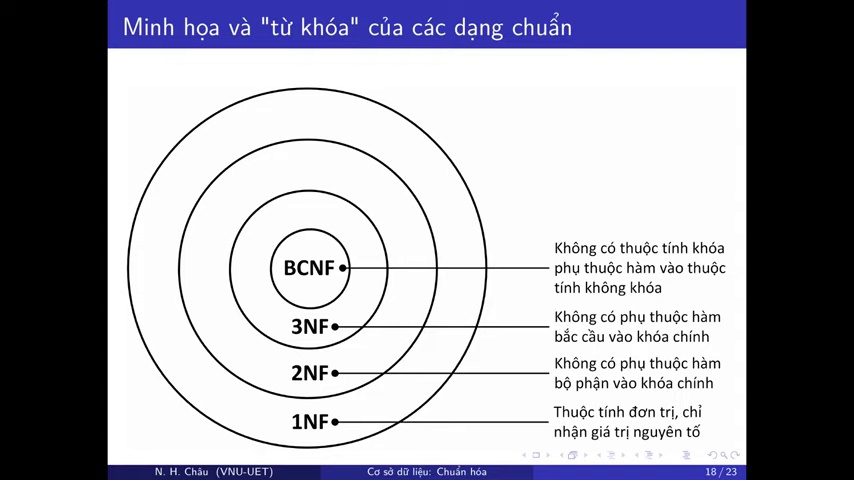 Minh họa và "từ khóa" của các dạng chuẩn
BCNF
Không có thuộc tính khóa
phụ thuộc hàm vào thuộc
tính không khóa
3NF
Không có phụ thuộc hàm
bắc cầu vào khóa chính
2NF
Không có phụ thuộc hàm
bộ phận vào khóa chính
1NF
Thuộc tính đơn trị, chỉ
nhận giá trị nguyên tố
N. H. Châu (VNU-UET)
Cơ sở dữ liệu: Chuẩn hóa
18 / 23